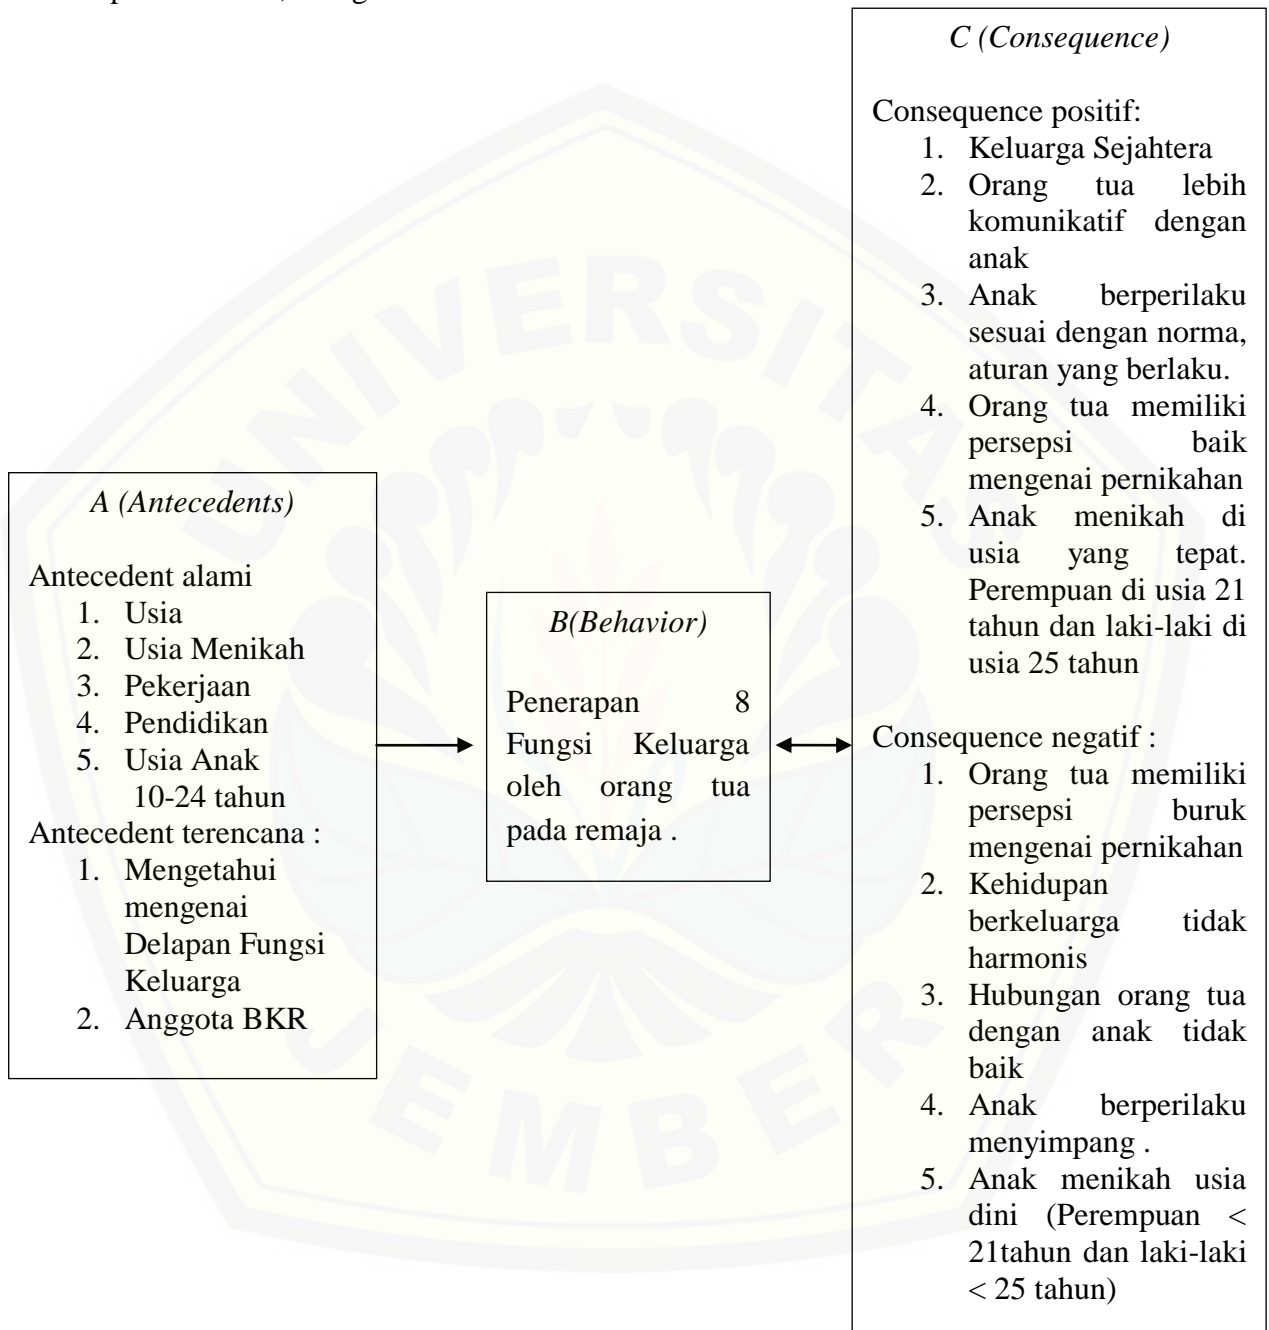 C (Consequence)
Consequence positif:
1. Keluarga Sejahtera
2. Orang tua lebih
komunikatif dengan
anak
3. Anak berperilaku
sesuai dengan norma,
aturan yang berlaku.
4. Orang tua memiliki
persepsi baik
mengenai pernikahan
5. Anak menikah di
usia yang tepat.
Perempuan di usia 21
tahun dan laki-laki di
usia 25 tahun
Consequence negatif :
1. Orang tua memiliki
persepsi buruk
mengenai pernikahan
2. Kehidupan
berkeluarga tidak
harmonis
3. Hubungan orang tua
dengan anak tidak
baik
4. Anak berperilaku
menyimpang .
5. Anak menikah usia
dini (Perempuan <
21tahun dan laki-laki
< 25 tahun)
A (Antecedents)
Antecedent alami
1. Usia
2. Usia Menikah
3. Pekerjaan
4. Pendidikan
5. Usia Anak
10-24 tahun
Antecedent terencana :
1. Mengetahui
mengenai
Delapan Fungsi
Keluarga
2. Anggota BKR
B(Behavior)
Penerapan 8
Fungsi Keluarga
oleh orang tua
pada remaja .
UNIVERSITAS
JEMBER